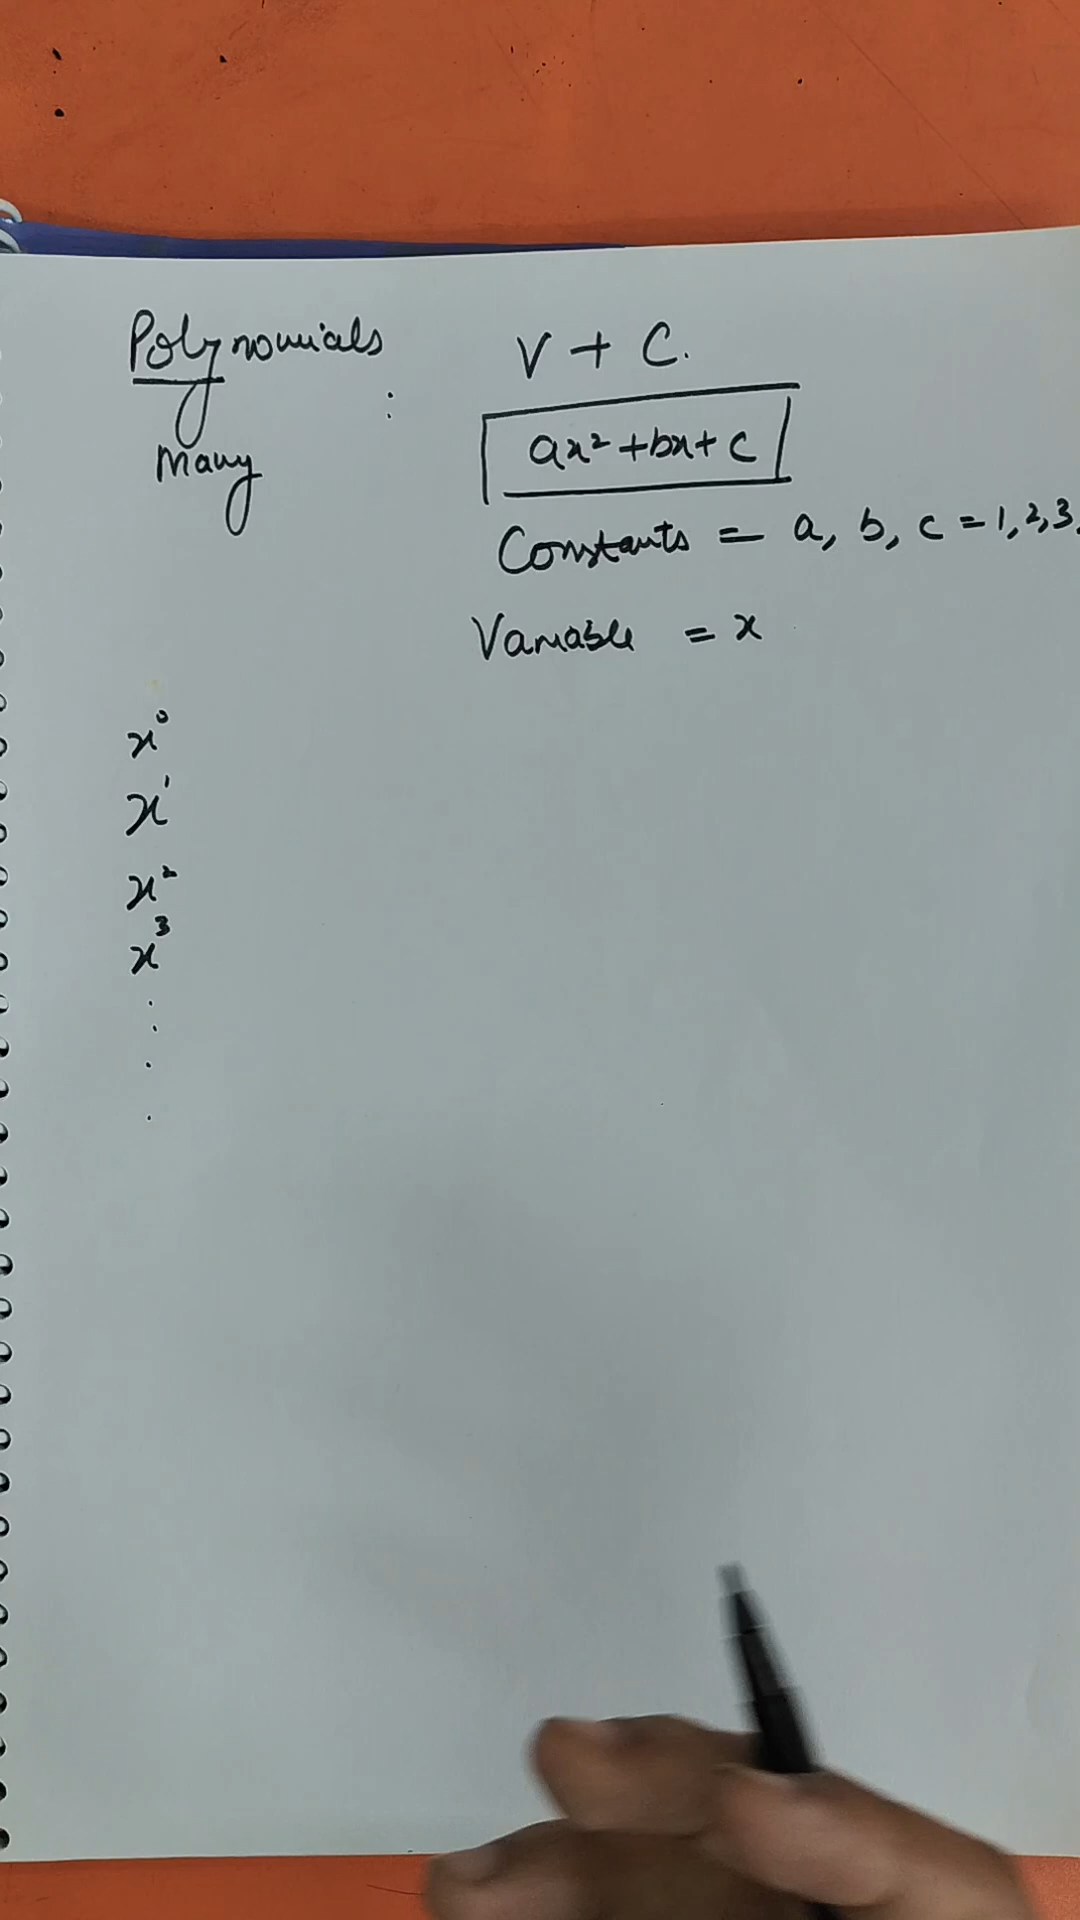 Polynomials : V + C.
Many
ax² + bx + c
Constants = a, b, c = 1, 2, 3,
Variable = x
x⁰
x¹
x²
x³
.
.
.
.